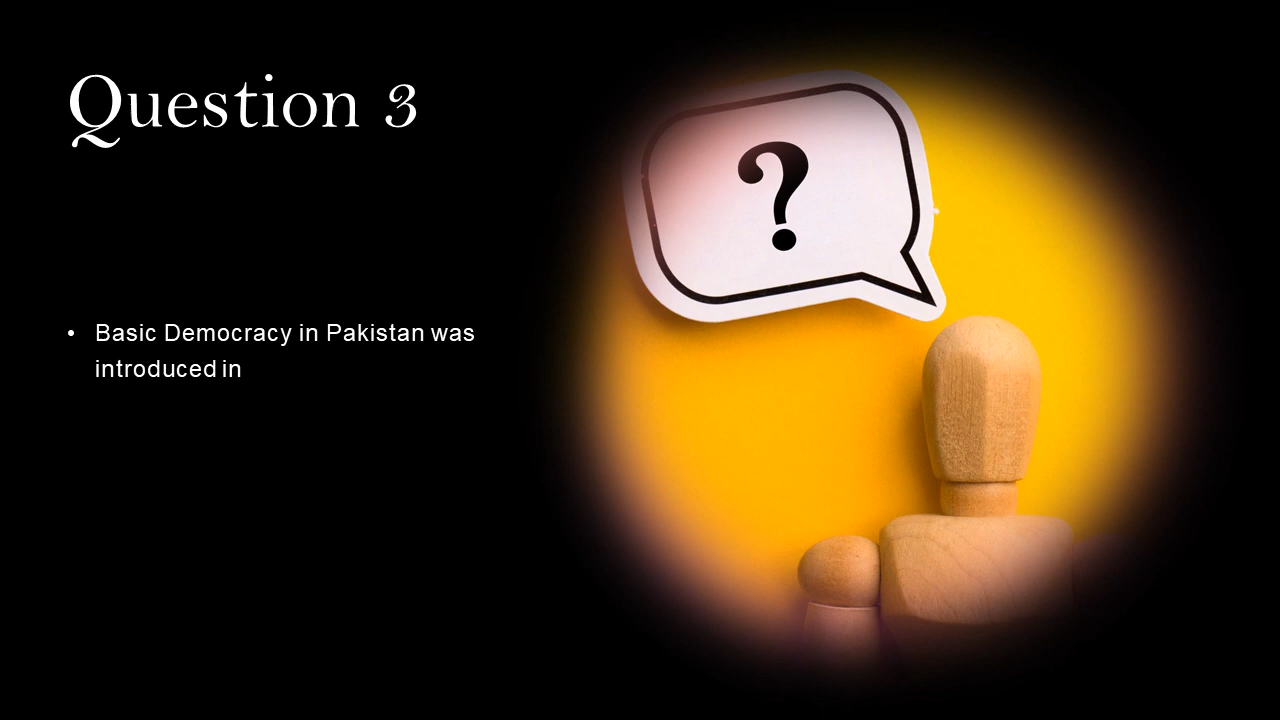 Question 3
?
• Basic Democracy in Pakistan was
introduced in